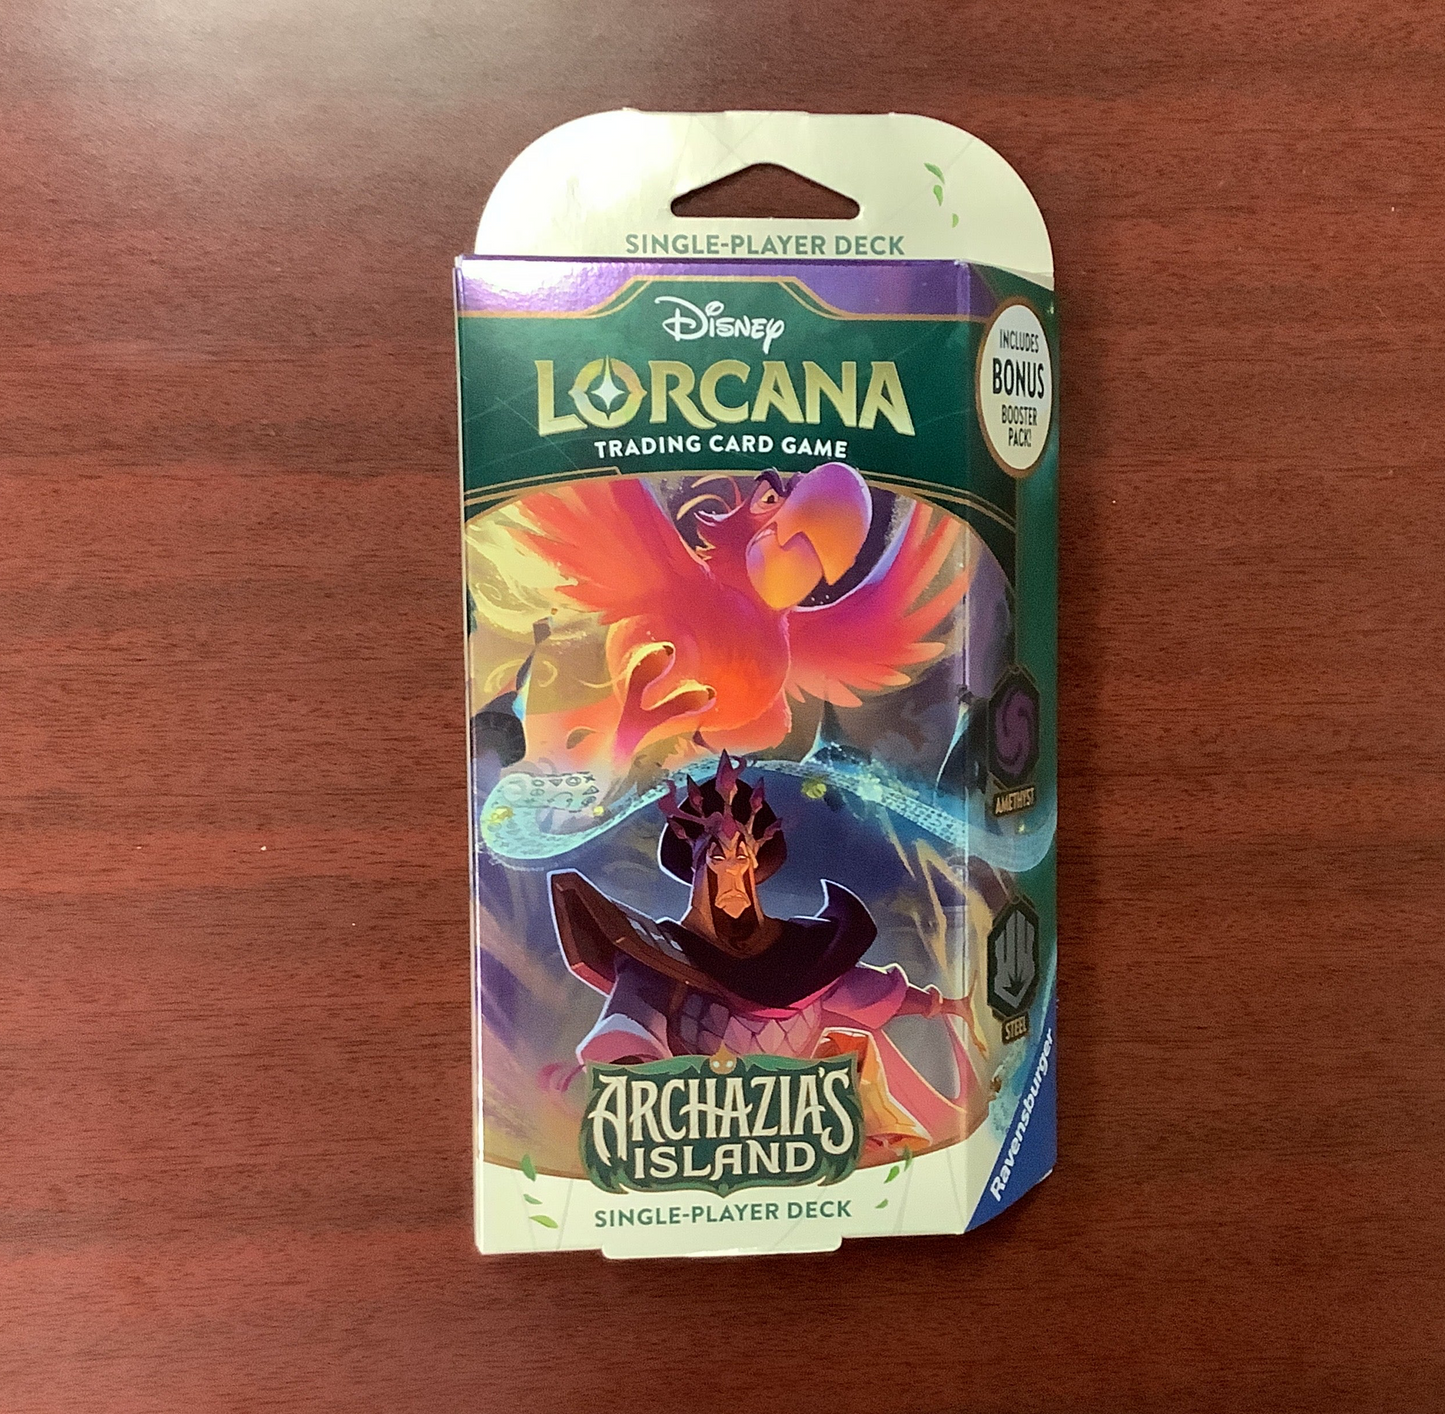 SINGLE-PLAYER DECK
Disney
LORCANA
TRADING CARD GAME
INCLUDES
BONUS
BOOSTER
PACK!
AMETHYST
STEEL
Ravensburger
ARCHAZIA'S
ISLAND
SINGLE-PLAYER DECK